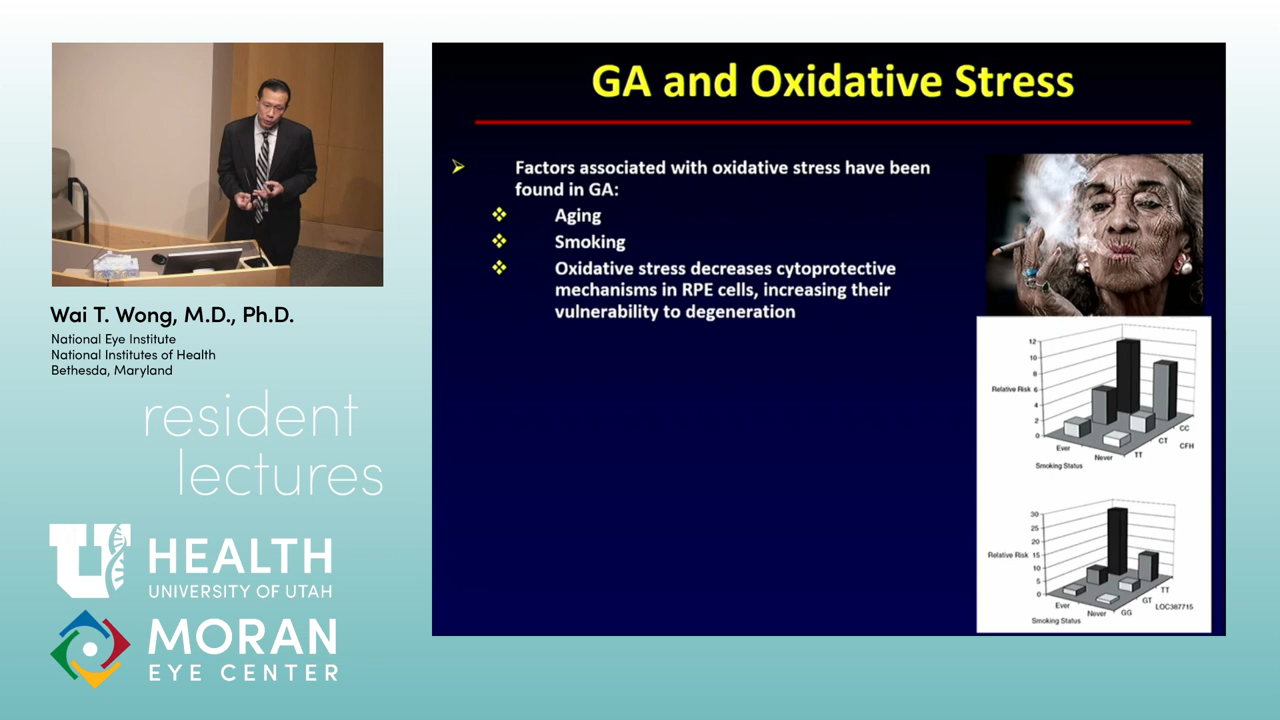 GA and Oxidative Stress
Factors associated with oxidative stress have been
found in GA:
Aging
Smoking
Oxidative stress decreases cytoprotective
mechanisms in RPE cells, increasing their
vulnerability to degeneration
12
10
8
6
4
2
0
Relative Risk
Ever
Never
Smoking Status
TT
CT
CC
CFH
30
25
20
15
10
5
0
Relative Risk
Ever
Never
Smoking Status
GG
GT
TT
LOC387715
Wai T. Wong, M.D., Ph.D.
National Eye Institute
National Institutes of Health
Bethesda, Maryland
resident
lectures
U HEALTH
UNIVERSITY OF UTAH
MORAN
EYE CENTER